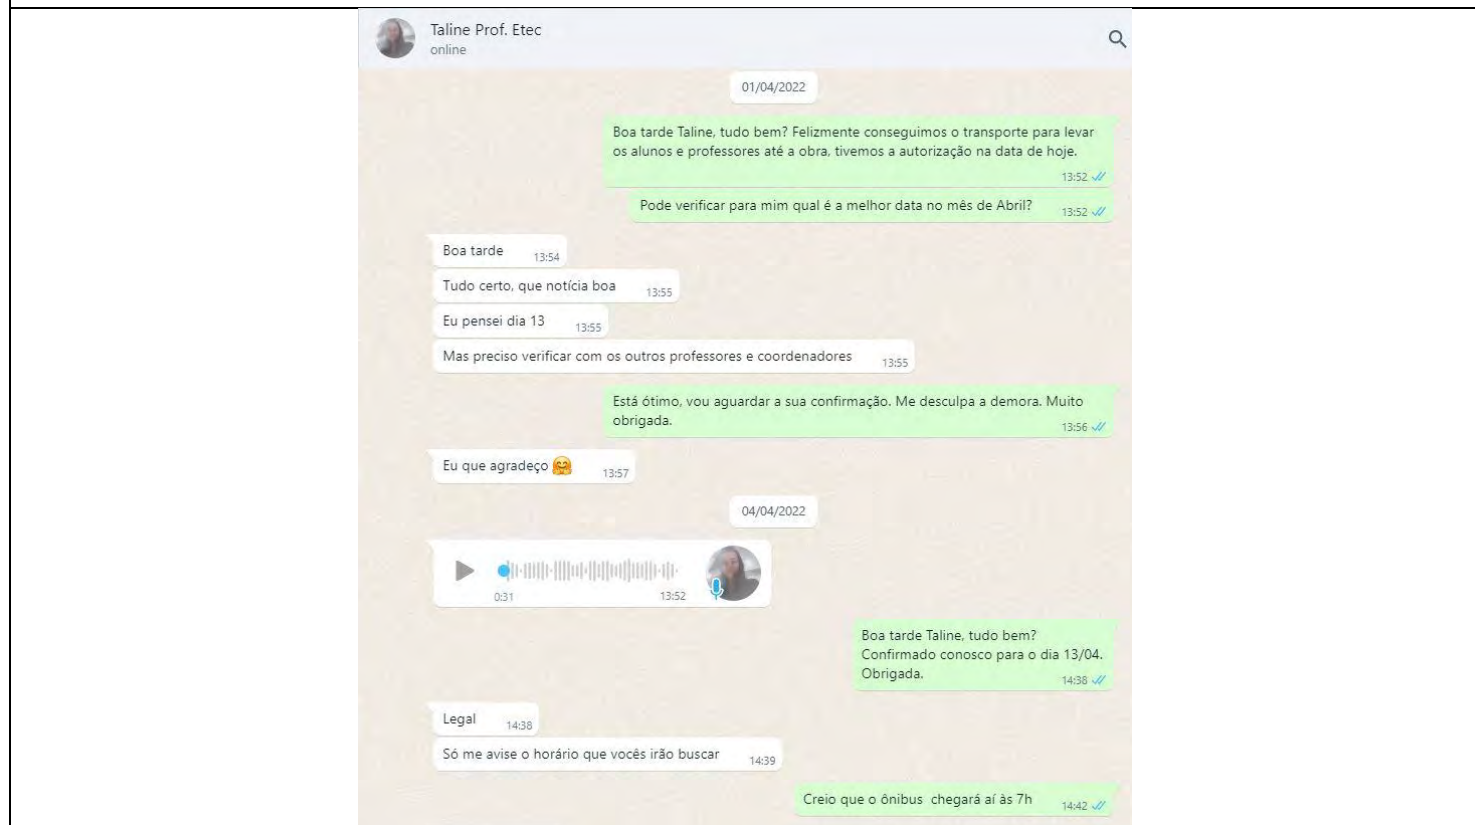 Taline Prof. Etec
online
01/04/2022
Boa tarde Taline, tudo bem? Felizmente conseguimos o transporte para levar
os alunos e professores até a obra, tivemos a autorização na data de hoje.
13:52
Pode verificar para mim qual é a melhor data no mês de Abril? 13:52
Boa tarde 13:54
Tudo certo, que notícia boa 13:55
Eu pensei dia 13 13:55
Mas preciso verificar com os outros professores e coordenadores 13:55
Está ótimo, vou aguardar a sua confirmação. Me desculpa a demora. Muito
obrigada. 13:56
Eu que agradeço 🤗 13:57
04/04/2022
0:31 13:52
Boa tarde Taline, tudo bem?
Confirmado conosco para o dia 13/04.
Obrigada. 14:38
Legal 14:38
Só me avise o horário que vocês irão buscar 14:39
Creio que o ônibus chegará aí às 7h 14:42